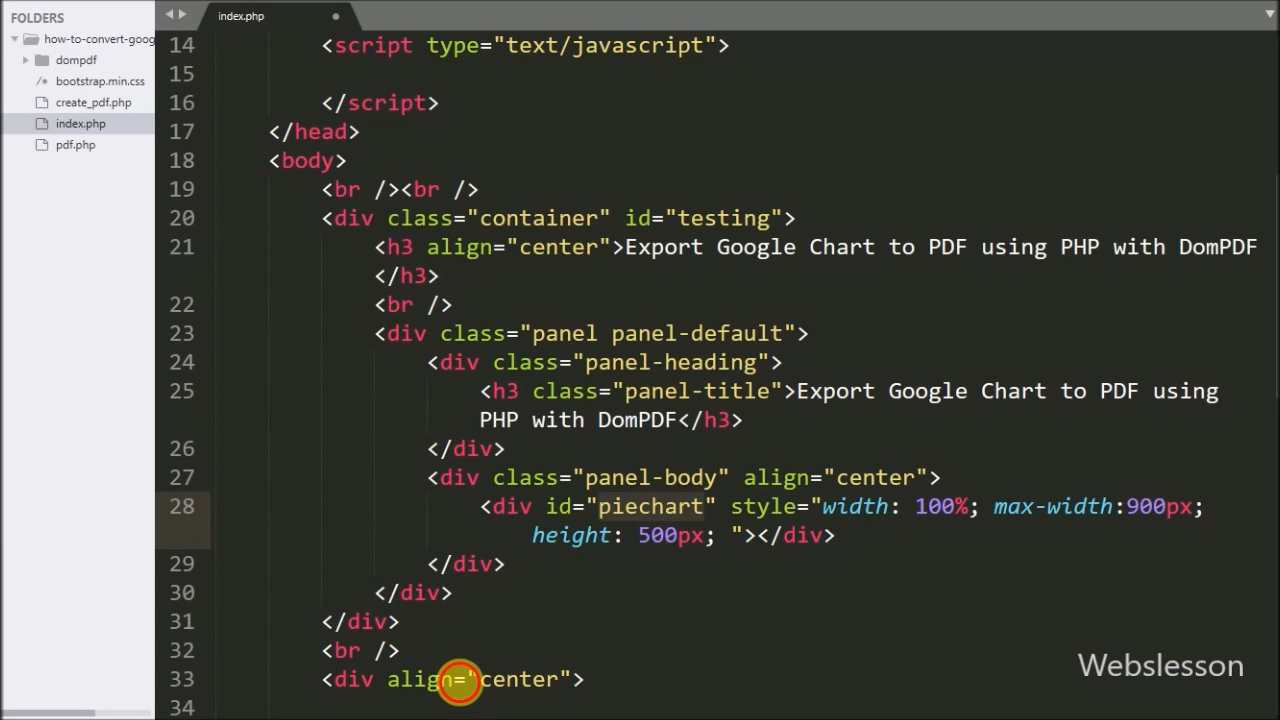 FOLDERS
how-to-convert-goog
dompdf
/* bootstrap.min.css
create_pdf.php
index.php
pdf.php
index.php
14 <script type="text/javascript">
15
16 </script>
17 </head>
18 <body>
19 <br /><br />
20 <div class="container" id="testing">
21 <h3 align="center">Export Google Chart to PDF using PHP with DomPDF
</h3>
22 <br />
23 <div class="panel panel-default">
24 <div class="panel-heading">
25 <h3 class="panel-title">Export Google Chart to PDF using
PHP with DomPDF</h3>
26 </div>
27 <div class="panel-body" align="center">
28 <div id="piechart" style="width: 100%; max-width:900px;
height: 500px; "></div>
29 </div>
30 </div>
31 </div>
32 <br />
33 <div align="center">
34
Webslesson